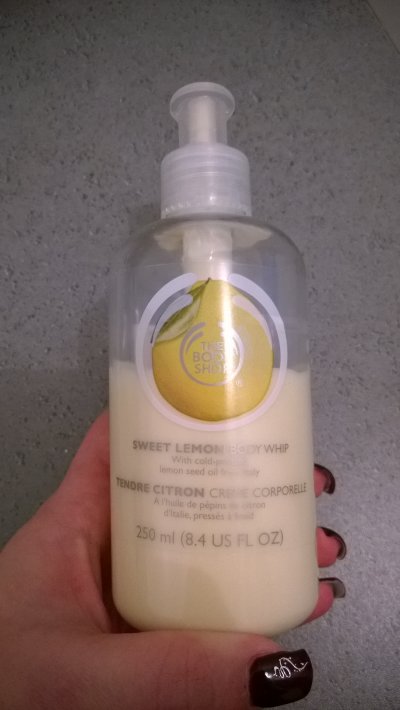 THE
BODY
SHOP
SWEET LEMON BODY WHIP
With cold-pressed
lemon seed oil from Italy
TENDRE CITRON CRÈME CORPORELLE
À l'huile de pépins de citron
d'Italie, pressés à froid
250 ml (8.4 US FL OZ)